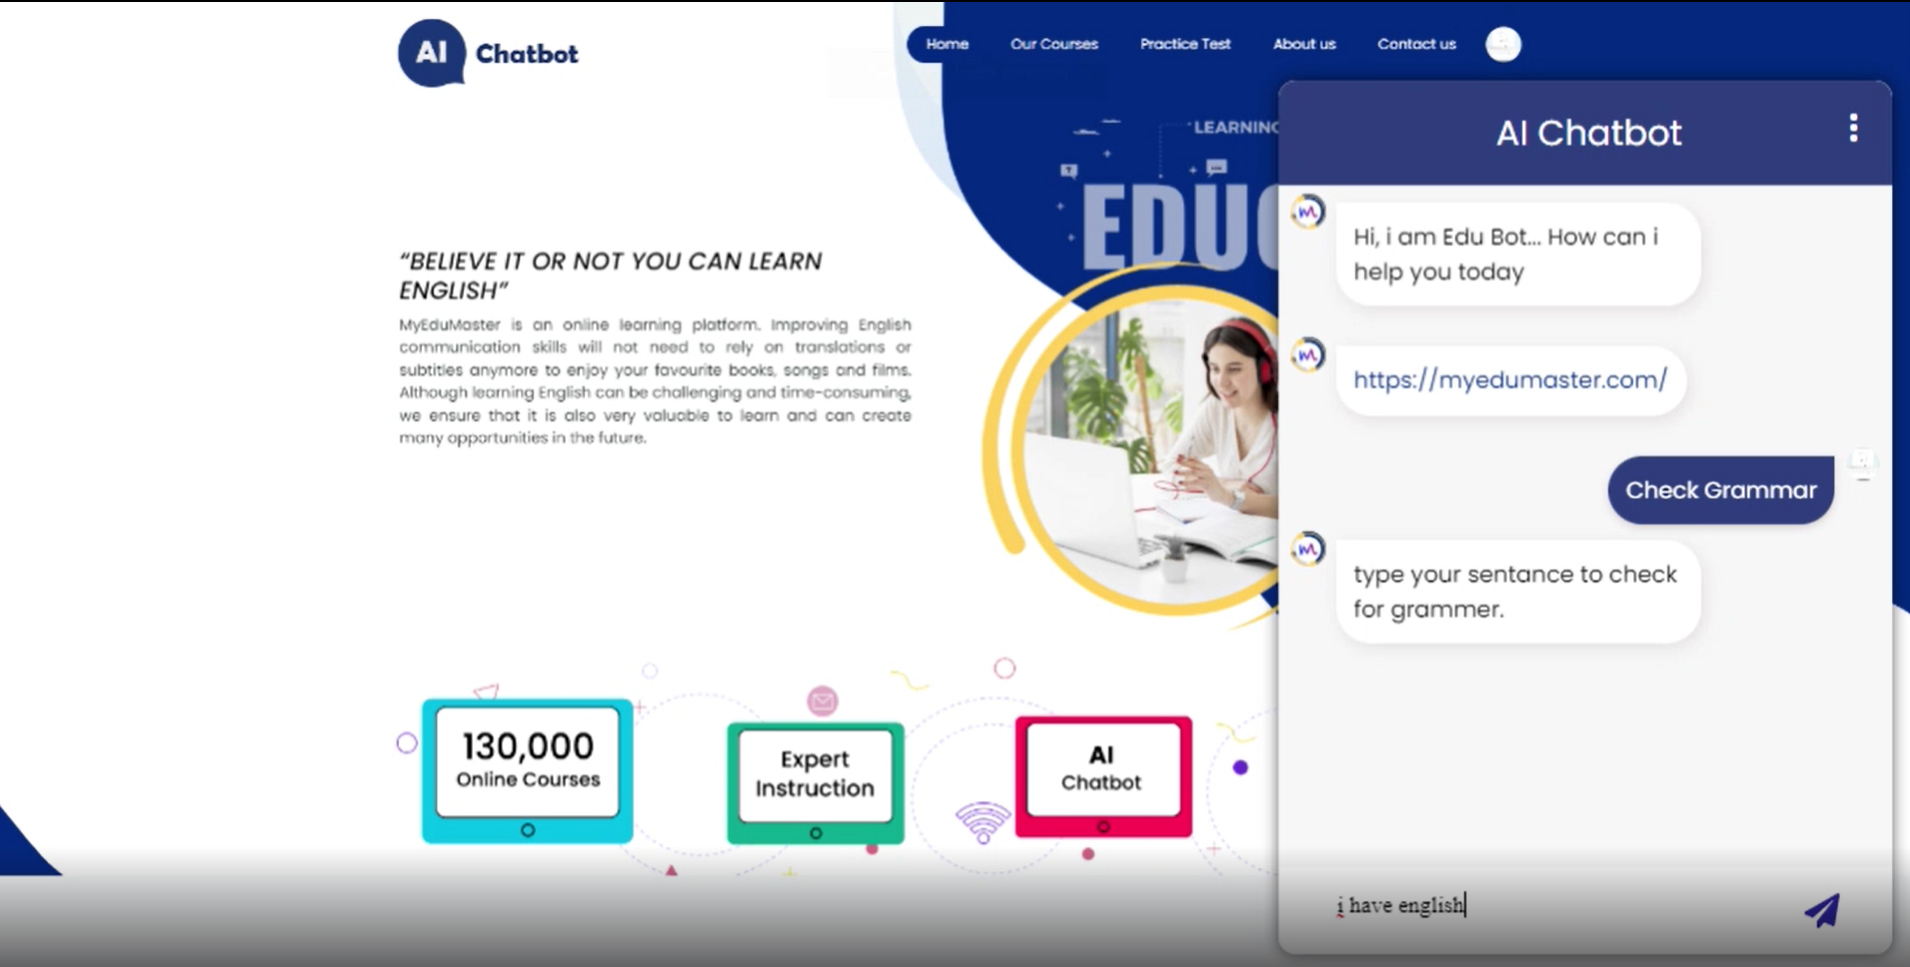 AI Chatbot
Home Our Courses Practice Test About us Contact us
LEARNING
EDUC
“BELIEVE IT OR NOT YOU CAN LEARN
ENGLISH”
MyEduMaster is an online learning platform. Improving English
communication skills will not need to rely on translations or
subtitles anymore to enjoy your favourite books, songs and films.
Although learning English can be challenging and time-consuming,
we ensure that it is also very valuable to learn and can create
many opportunities in the future.
130,000
Online Courses
Expert
Instruction
AI
Chatbot
AI Chatbot
Hi, i am Edu Bot... How can i
help you today
https://myedumaster.com/
Check Grammar
type your sentance to check
for grammer.
i have english